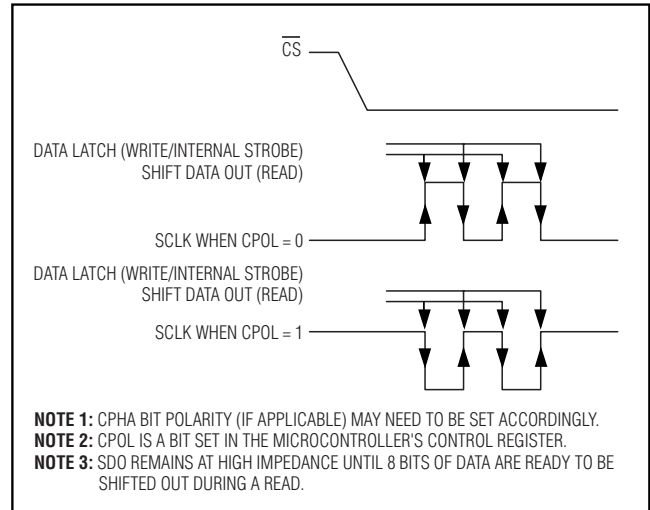 CS
DATA LATCH (WRITE/INTERNAL STROBE)
SHIFT DATA OUT (READ)
SCLK WHEN CPOL = 0
DATA LATCH (WRITE/INTERNAL STROBE)
SHIFT DATA OUT (READ)
SCLK WHEN CPOL = 1
NOTE 1: CPHA BIT POLARITY (IF APPLICABLE) MAY NEED TO BE SET ACCORDINGLY.
NOTE 2: CPOL IS A BIT SET IN THE MICROCONTROLLER'S CONTROL REGISTER.
NOTE 3: SDO REMAINS AT HIGH IMPEDANCE UNTIL 8 BITS OF DATA ARE READY TO BE
SHIFTED OUT DURING A READ.